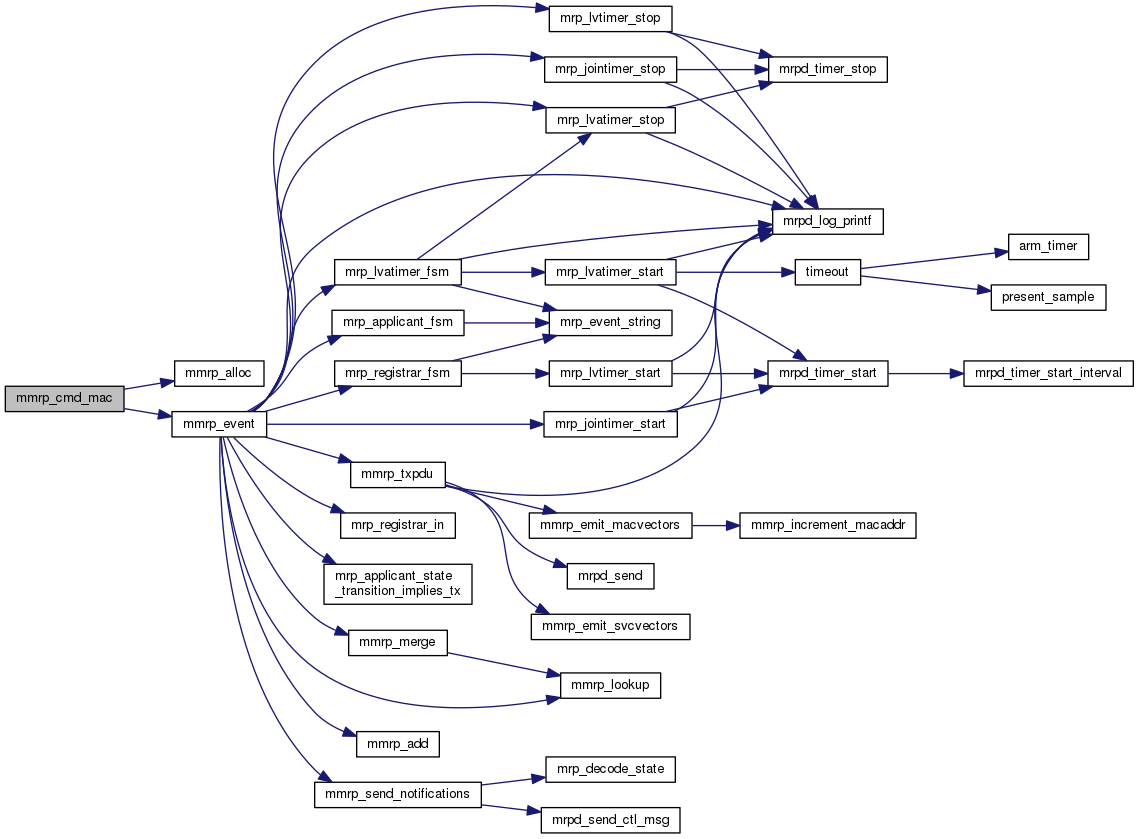 mrp_lvtimer_stop
mrp_jointimer_stop
mrpd_timer_stop
mrp_lvatimer_stop
mrpd_log_printf
arm_timer
mrp_lvatimer_fsm
mrp_lvatimer_start
timeout
present_sample
mrp_applicant_fsm
mrp_event_string
mmrp_alloc
mrp_registrar_fsm
mrp_lvtimer_start
mrpd_timer_start
mrpd_timer_start_interval
mmrp_cmd_mac
mmrp_event
mrp_jointimer_start
mmrp_txpdu
mrp_registrar_in
mmrp_emit_macvectors
mmrp_increment_macaddr
mrp_applicant_state
_transition_implies_tx
mrpd_send
mmrp_emit_svcvectors
mmrp_merge
mmrp_lookup
mmrp_add
mrp_decode_state
mmrp_send_notifications
mrpd_send_ctl_msg